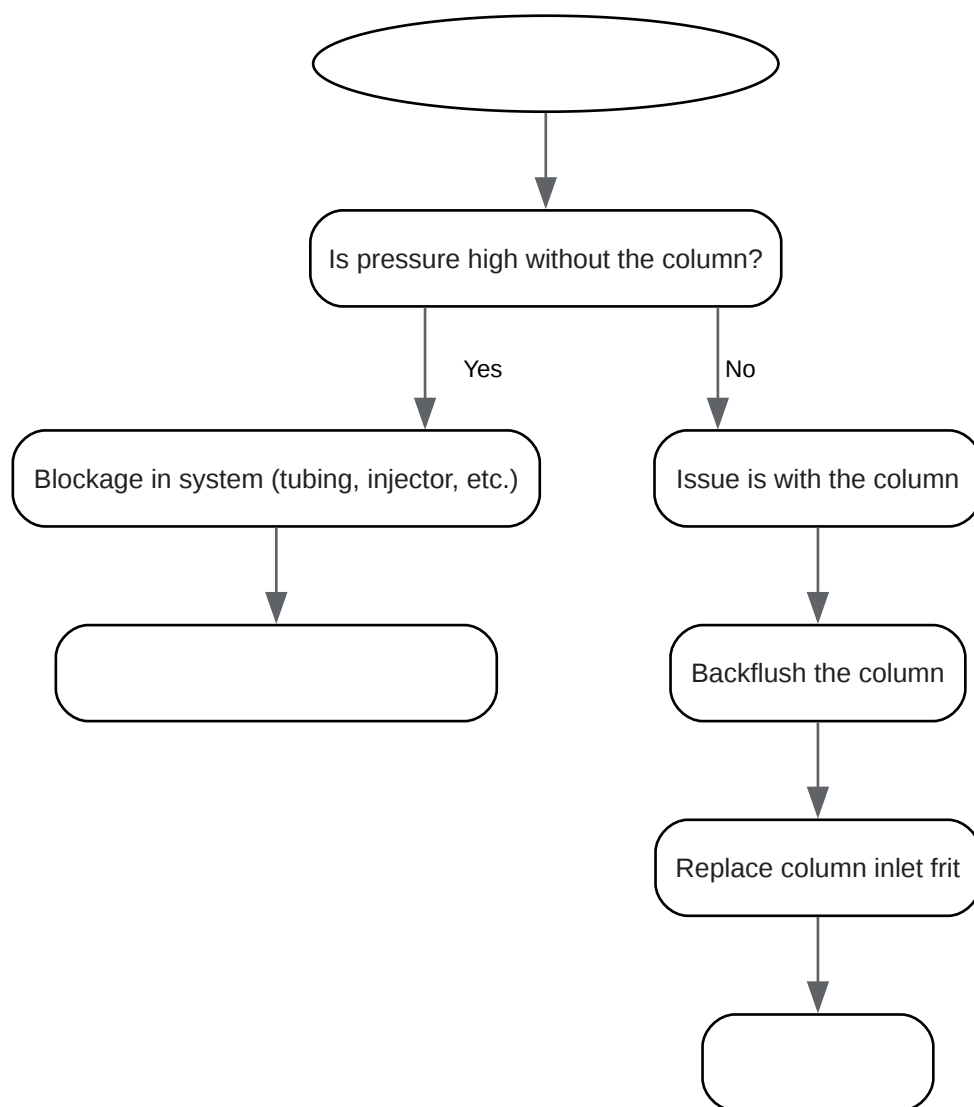 Is pressure high without the column?
Yes
No
Blockage in system (tubing, injector, etc.)
Issue is with the column
Backflush the column
Replace column inlet frit